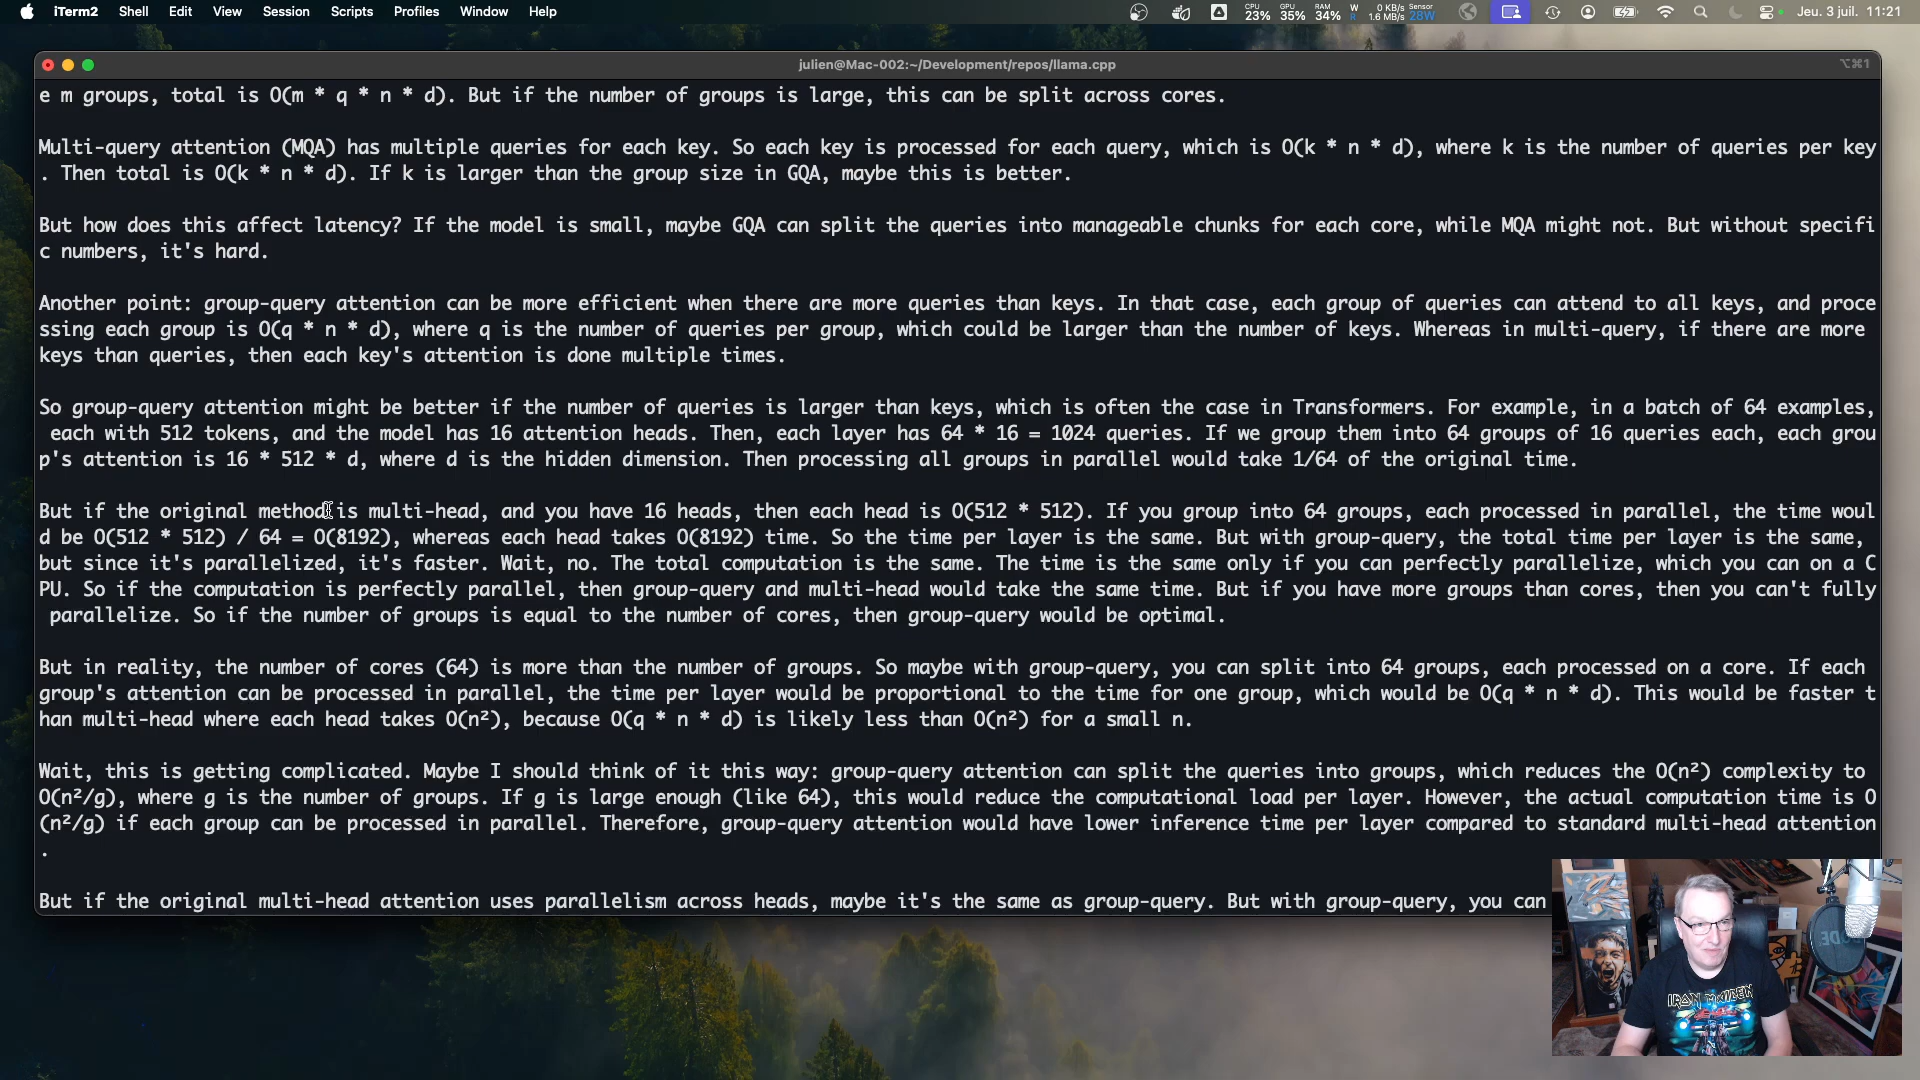 iTerm2 Shell Edit View Session Scripts Profiles Window Help
CPU 23% GPU 35% RAM 34% W R 0 KB/s 1.6 MB/s Sensor 28W Jeu. 3 juil. 11:21
julien@Mac-002:~/Development/repos/llama.cpp
⌥⌘1
e m groups, total is O(m * q * n * d). But if the number of groups is large, this can be split across cores.
Multi-query attention (MQA) has multiple queries for each key. So each key is processed for each query, which is O(k * n * d), where k is the number of queries per key
. Then total is O(k * n * d). If k is larger than the group size in GQA, maybe this is better.
But how does this affect latency? If the model is small, maybe GQA can split the queries into manageable chunks for each core, while MQA might not. But without specifi
c numbers, it's hard.
Another point: group-query attention can be more efficient when there are more queries than keys. In that case, each group of queries can attend to all keys, and proce
ssing each group is O(q * n * d), where q is the number of queries per group, which could be larger than the number of keys. Whereas in multi-query, if there are more
keys than queries, then each key's attention is done multiple times.
So group-query attention might be better if the number of queries is larger than keys, which is often the case in Transformers. For example, in a batch of 64 examples,
each with 512 tokens, and the model has 16 attention heads. Then, each layer has 64 * 16 = 1024 queries. If we group them into 64 groups of 16 queries each, each grou
p's attention is 16 * 512 * d, where d is the hidden dimension. Then processing all groups in parallel would take 1/64 of the original time.
But if the original method is multi-head, and you have 16 heads, then each head is O(512 * 512). If you group into 64 groups, each processed in parallel, the time woul
d be O(512 * 512) / 64 = O(8192), whereas each head takes O(8192) time. So the time per layer is the same. But with group-query, the total time per layer is the same,
but since it's parallelized, it's faster. Wait, no. The total computation is the same. The time is the same only if you can perfectly parallelize, which you can on a C
PU. So if the computation is perfectly parallel, then group-query and multi-head would take the same time. But if you have more groups than cores, then you can't fully
parallelize. So if the number of groups is equal to the number of cores, then group-query would be optimal.
But in reality, the number of cores (64) is more than the number of groups. So maybe with group-query, you can split into 64 groups, each processed on a core. If each
group's attention can be processed in parallel, the time per layer would be proportional to the time for one group, which would be O(q * n * d). This would be faster t
han multi-head where each head takes O(n²), because O(q * n * d) is likely less than O(n²) for a small n.
Wait, this is getting complicated. Maybe I should think of it this way: group-query attention can split the queries into groups, which reduces the O(n²) complexity to
O(n²/g), where g is the number of groups. If g is large enough (like 64), this would reduce the computational load per layer. However, the actual computation time is O
(n²/g) if each group can be processed in parallel. Therefore, group-query attention would have lower inference time per layer compared to standard multi-head attention
.
But if the original multi-head attention uses parallelism across heads, maybe it's the same as group-query. But with group-query, you can
IRON MAIDEN